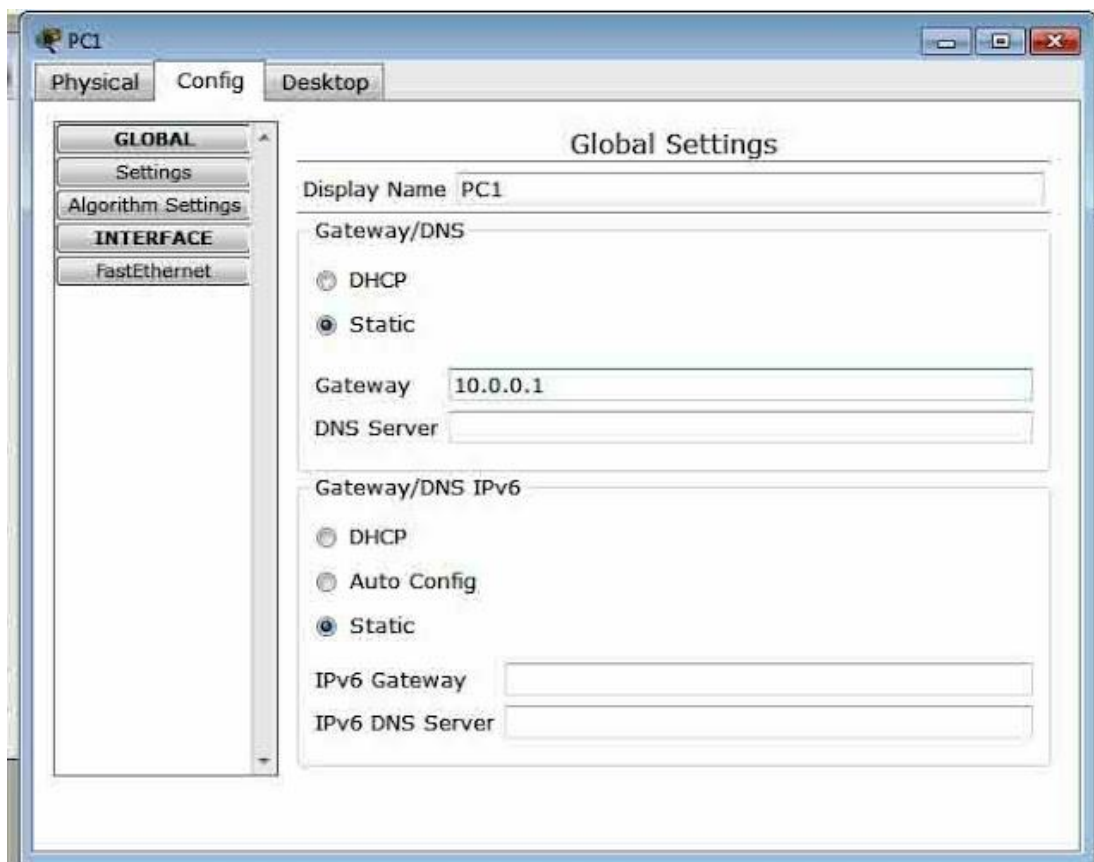 PC1
Physical Config Desktop
GLOBAL
Settings
Algorithm Settings
INTERFACE
FastEthernet
Global Settings
Display Name PC1
Gateway/DNS
DHCP
Static
Gateway 10.0.0.1
DNS Server
Gateway/DNS IPv6
DHCP
Auto Config
Static
IPv6 Gateway
IPv6 DNS Server